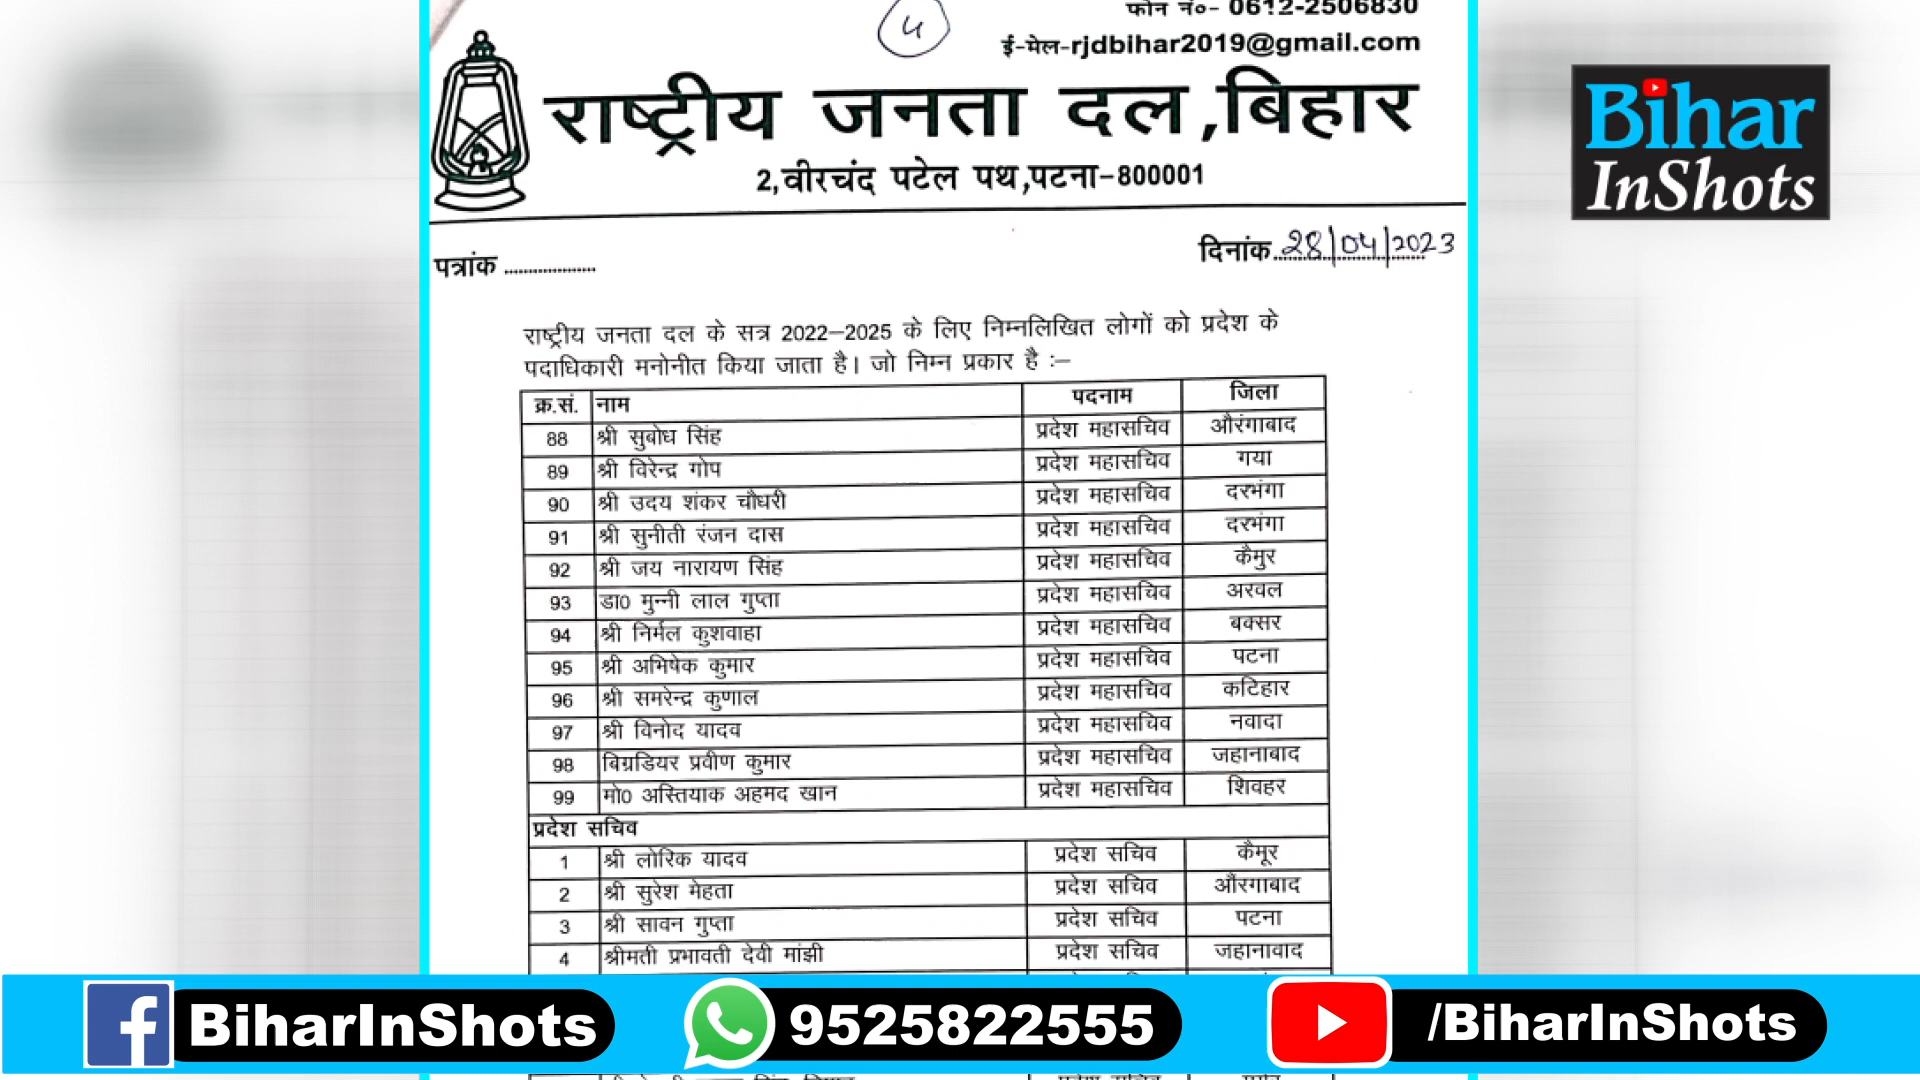 4
फोन नं०- 0612-2506830
ई-मेल-rjdbihar2019@gmail.com
राष्ट्रीय जनता दल,बिहार
2,वीरचंद पटेल पथ,पटना-800001
पत्रांक ....................
दिनांक 28/04/2023
राष्ट्रीय जनता दल के सत्र 2022-2025 के लिए निम्नलिखित लोगों को प्रदेश के
पदाधिकारी मनोनीत किया जाता है। जो निम्न प्रकार है :-
क्र.सं. नाम पदनाम जिला
88 श्री सुबोध सिंह प्रदेश महासचिव औरंगाबाद
89 श्री विरेन्द्र गोप प्रदेश महासचिव गया
90 श्री उदय शंकर चौधरी प्रदेश महासचिव दरभंगा
91 श्री सुनीती रंजन दास प्रदेश महासचिव दरभंगा
92 श्री जय नारायण सिंह प्रदेश महासचिव कैमुर
93 डा0 मुन्नी लाल गुप्ता प्रदेश महासचिव अरवल
94 श्री निर्मल कुशवाहा प्रदेश महासचिव बक्सर
95 श्री अभिषेक कुमार प्रदेश महासचिव पटना
96 श्री समरेन्द्र कुणाल प्रदेश महासचिव कटिहार
97 श्री विनोद यादव प्रदेश महासचिव नवादा
98 बिग्रडियर प्रवीण कुमार प्रदेश महासचिव जहानाबाद
99 मो0 अस्तियाक अहमद खान प्रदेश महासचिव शिवहर
प्रदेश सचिव
1 श्री लोरिक यादव प्रदेश सचिव कैमूर
2 श्री सुरेश मेहता प्रदेश सचिव औंरगाबाद
3 श्री सावन गुप्ता प्रदेश सचिव पटना
4 श्रीमती प्रभावती देवी मांझी प्रदेश सचिव जहानावाद
Bihar
InShots
BiharInShots
9525822555
/BiharInShots